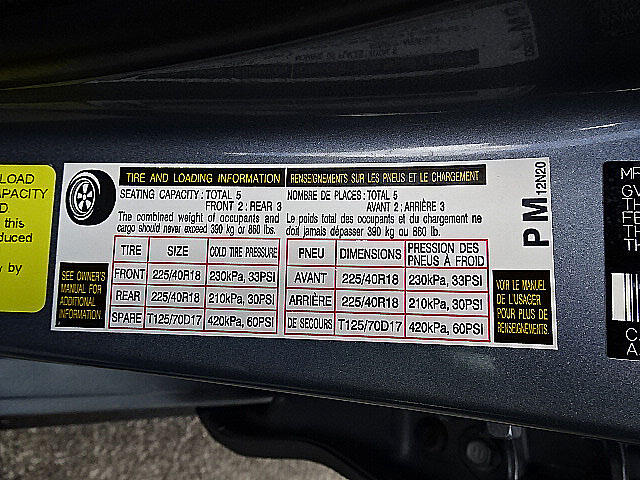 LOAD
CAPACITY
this
reduced
by
TIRE AND LOADING INFORMATION
SEATING CAPACITY : TOTAL 5
FRONT 2 : REAR 3
The combined weight of occupants and
cargo should never exceed 390 kg or 860 lbs.
TIRE SIZE COLD TIRE PRESSURE
FRONT 225/40R18 230kPa, 33PSI
REAR 225/40R18 210kPa, 30PSI
SPARE T125/70D17 420kPa, 60PSI
SEE OWNER'S
MANUAL FOR
ADDITIONAL
INFORMATION.
RENSEIGNEMENTS SUR LES PNEUS ET LE CHARGEMENT
NOMBRE DE PLACES : TOTAL 5
AVANT 2 : ARRIÈRE 3
Le poids total des occupants et du chargement ne
doit jamais dépasser 390 kg ou 860 lb.
PNEU DIMENSIONS PRESSION DES
PNEUS À FROID
AVANT 225/40R18 230kPa, 33PSI
ARRIÈRE 225/40R18 210kPa, 30PSI
DE SECOURS T125/70D17 420kPa, 60PSI
VOIR LE MANUEL
DE L'USAGER
POUR PLUS DE
RENSEIGNEMENTS.
PM 12N20